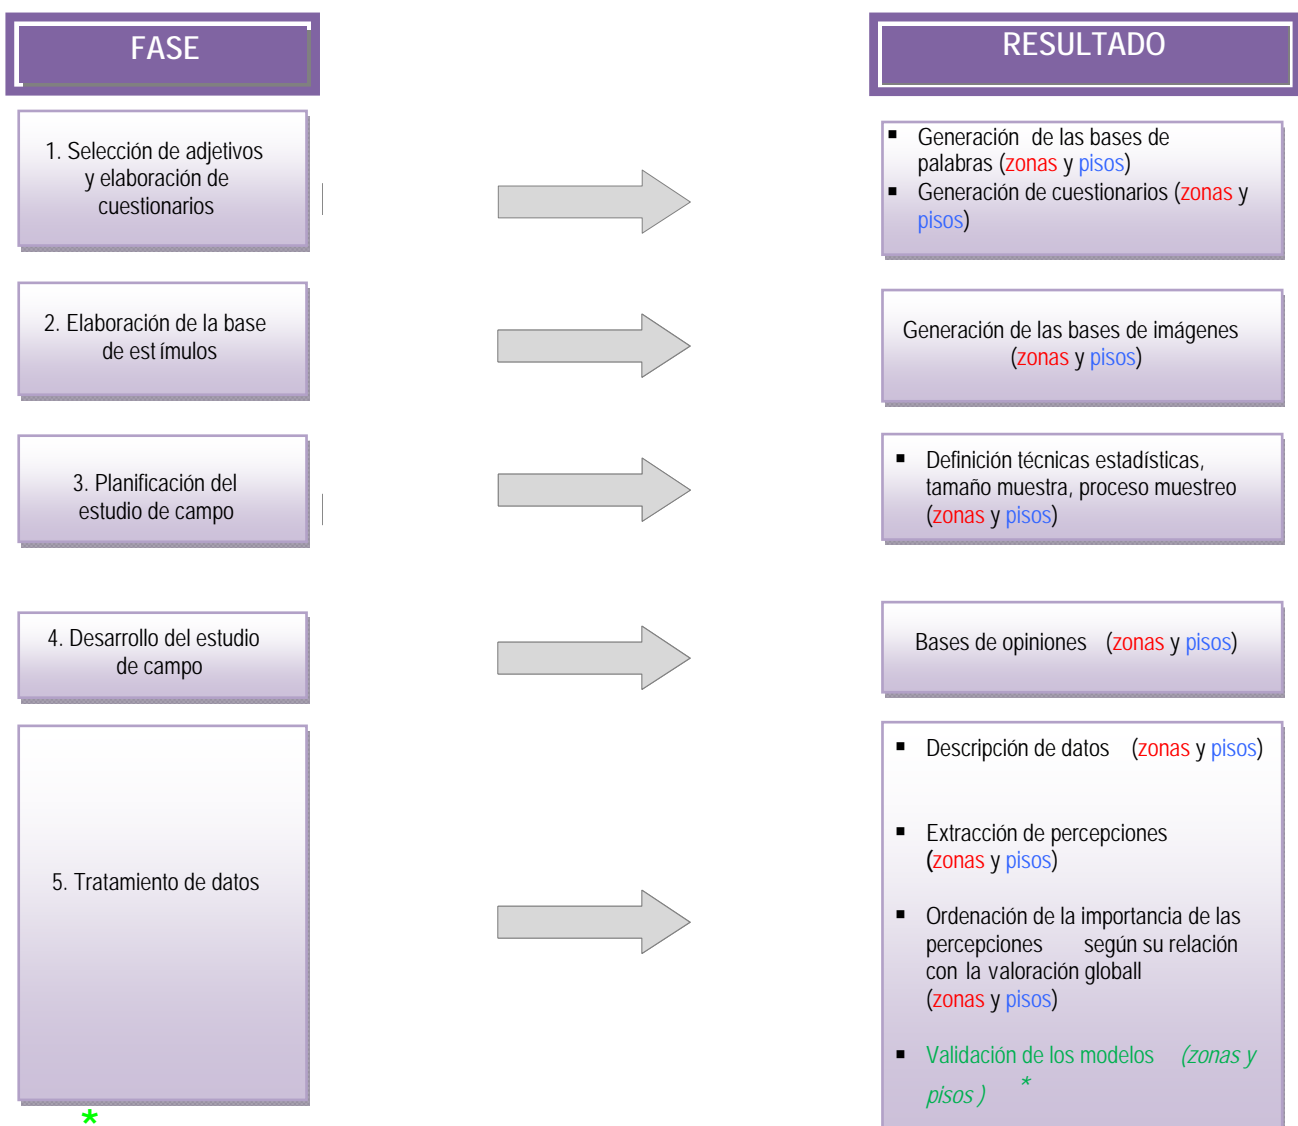 FASE
RESULTADO
1. Selección de adjetivos
y elaboración de
cuestionarios
▪ Generación de las bases de
palabras (zonas y pisos)
▪ Generación de cuestionarios (zonas y
pisos)
2. Elaboración de la base
de est ímulos
Generación de las bases de imágenes
(zonas y pisos)
3. Planificación del
estudio de campo
▪ Definición técnicas estadísticas,
tamaño muestra, proceso muestreo
(zonas y pisos)
4. Desarrollo del estudio
de campo
Bases de opiniones (zonas y pisos)
5. Tratamiento de datos
▪ Descripción de datos (zonas y pisos)
▪ Extracción de percepciones
(zonas y pisos)
▪ Ordenación de la importancia de las
percepciones según su relación
con la valoración globall
(zonas y pisos)
▪ Validación de los modelos (zonas y
pisos ) *
*